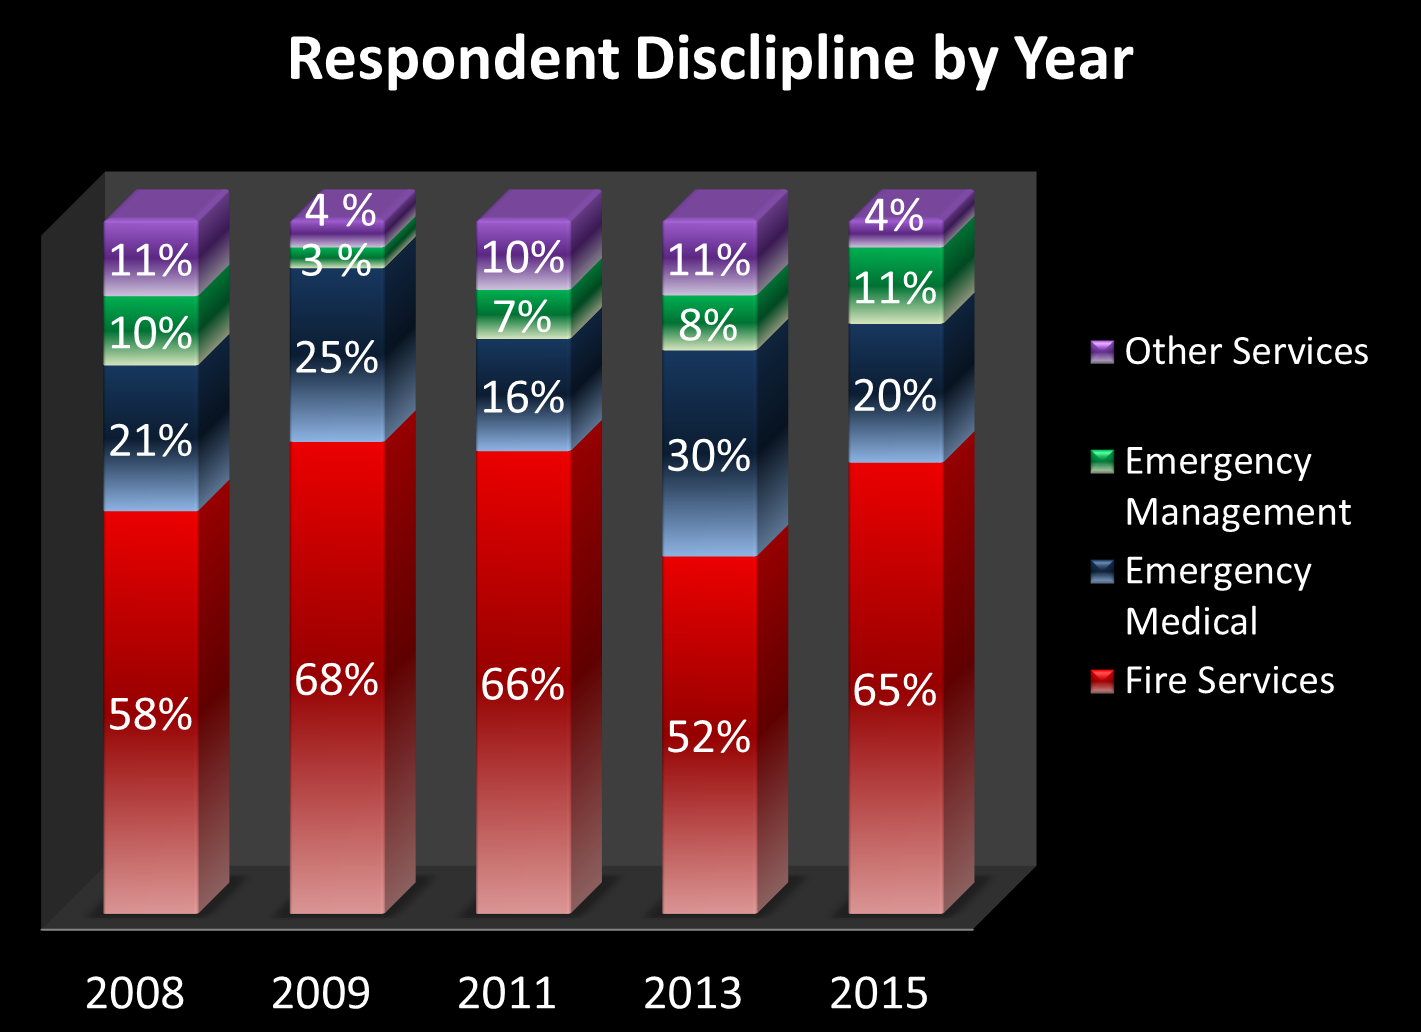 Respondent Disclipline by Year
11%
4 %
10%
11%
4%
10%
3 %
7%
8%
11%
21%
25%
16%
30%
20%
58%
68%
66%
52%
65%
Other Services
Emergency
Management
Emergency
Medical
Fire Services
2008 2009 2011 2013 2015